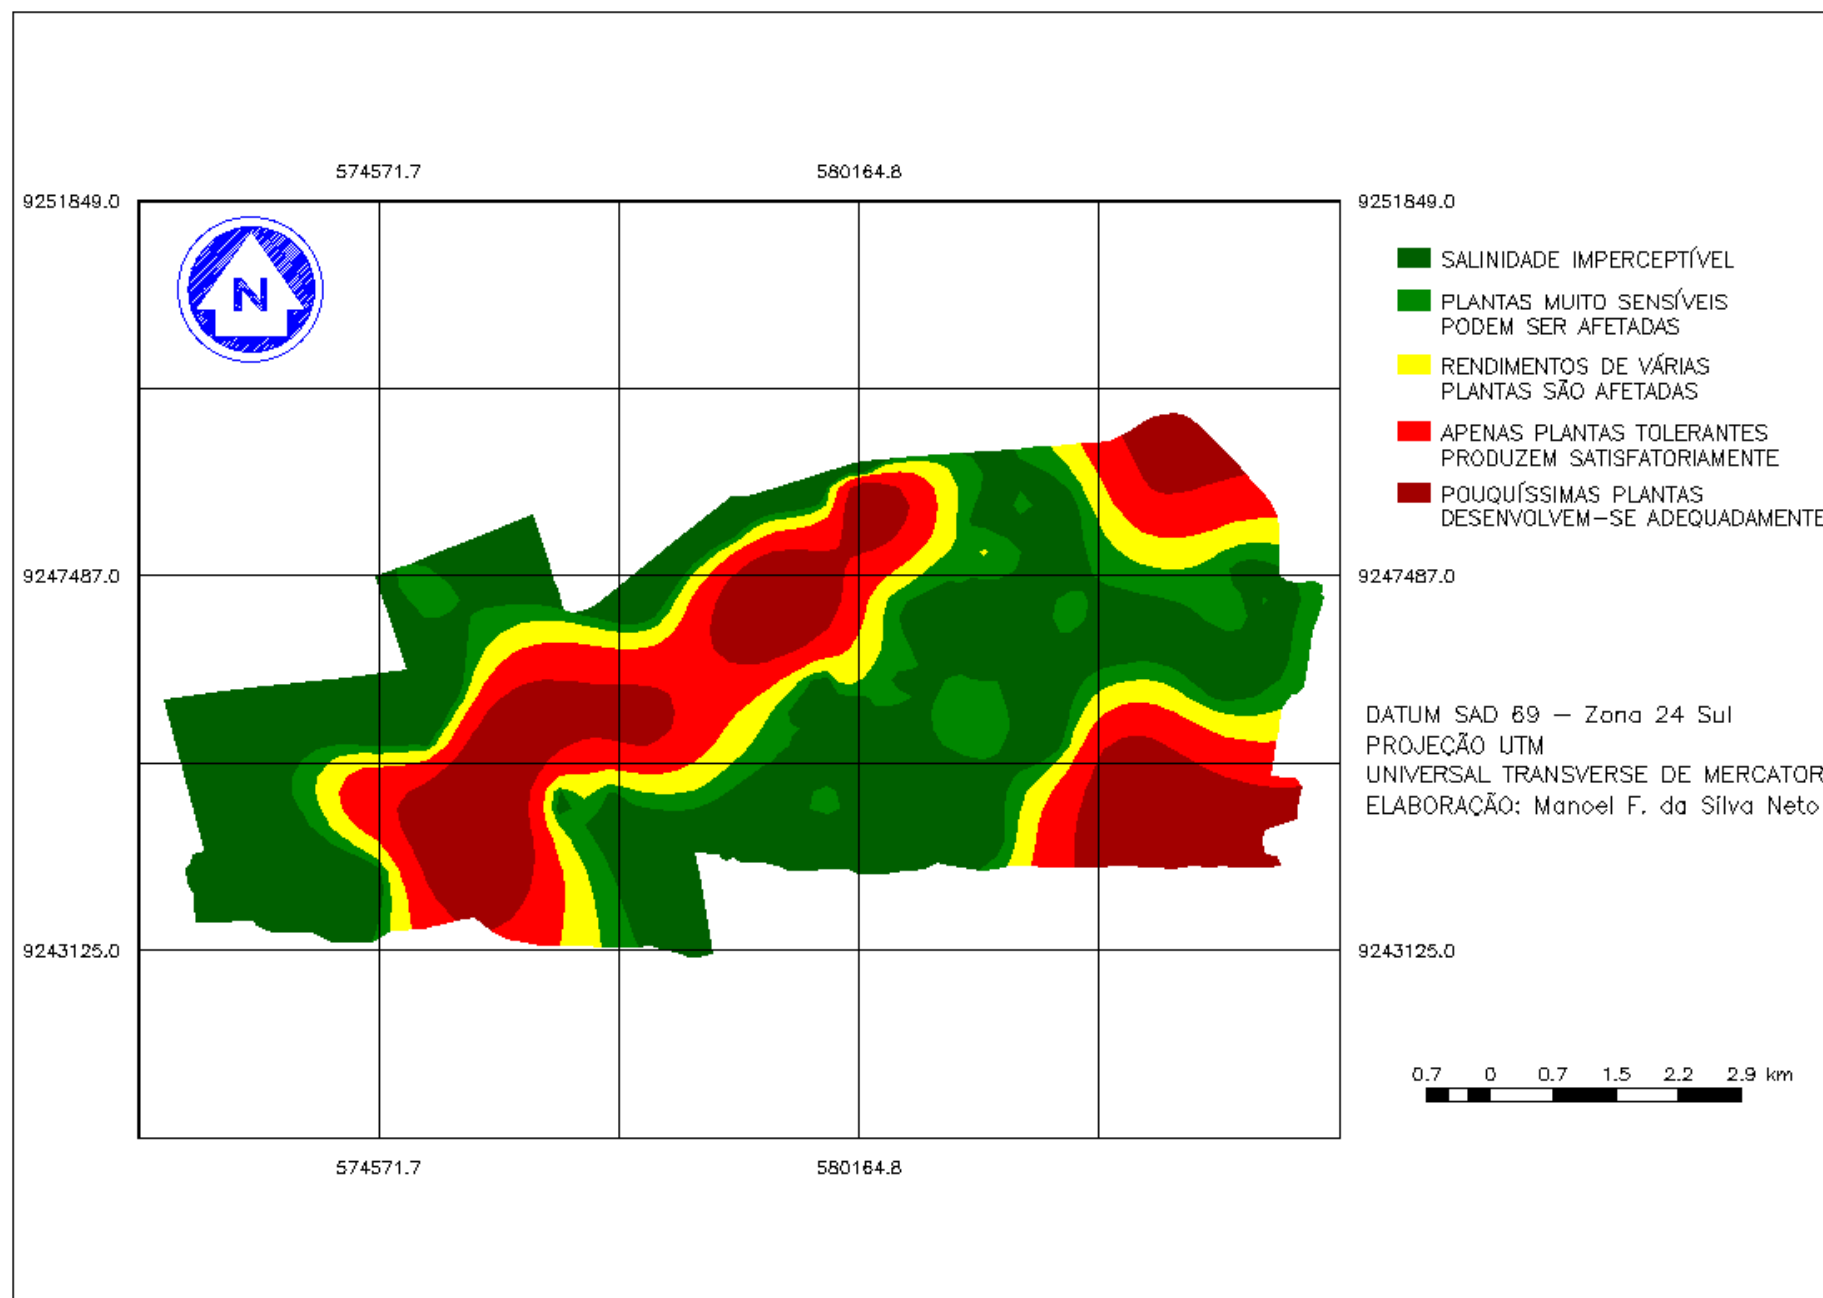 574571.7 580164.8
9251849.0 9251849.0
N
SALINIDADE IMPERCEPTÍVEL
PLANTAS MUITO SENSÍVEIS
PODEM SER AFETADAS
RENDIMENTOS DE VÁRIAS
PLANTAS SÃO AFETADAS
APENAS PLANTAS TOLERANTES
PRODUZEM SATISFATORIAMENTE
POUQUÍSSIMAS PLANTAS
DESENVOLVEM-SE ADEQUADAMENTE
9247487.0 9247487.0
DATUM SAD 69 – Zona 24 Sul
PROJEÇÃO UTM
UNIVERSAL TRANSVERSE DE MERCATOR
ELABORAÇÃO: Manoel F. da Silva Neto
9243125.0 9243125.0
0.7 0 0.7 1.5 2.2 2.9 km
574571.7 580164.8